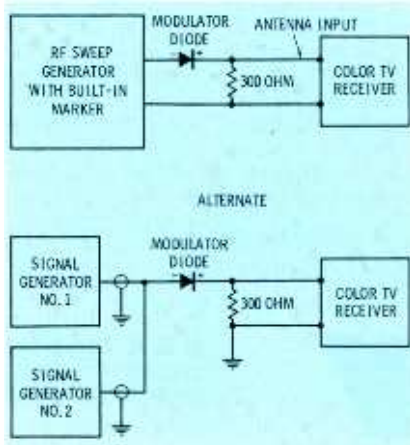 MODULATOR
DIODE
ANTENNA INPUT
RF SWEEP
GENERATOR
WITH BUILT-IN
MARKER
- +
300 OHM
COLOR TV
RECEIVER
ALTERNATE
MODULATOR
DIODE
SIGNAL
GENERATOR
NO. 1
- +
300 OHM
COLOR TV
RECEIVER
SIGNAL
GENERATOR
NO. 2